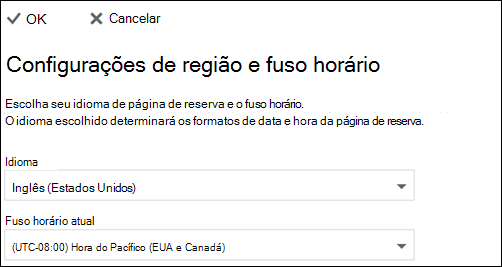 OK Cancelar
Configurações de região e fuso horário
Escolha seu idioma de página de reserva e o fuso horário.
O idioma escolhido determinará os formatos de data e hora da página de reserva.
Idioma
Inglês (Estados Unidos)
Fuso horário atual
(UTC-08:00) Hora do Pacífico (EUA e Canadá)